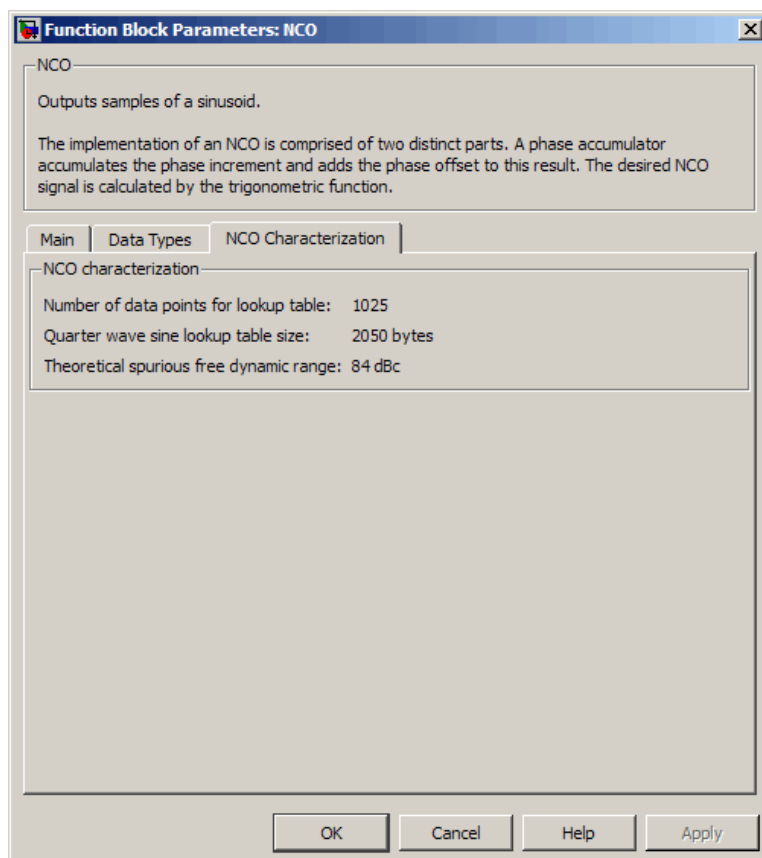 Function Block Parameters: NCO
NCO
Outputs samples of a sinusoid.
The implementation of an NCO is comprised of two distinct parts. A phase accumulator
accumulates the phase increment and adds the phase offset to this result. The desired NCO
signal is calculated by the trigonometric function.
Main Data Types NCO Characterization
NCO characterization
Number of data points for lookup table: 1025
Quarter wave sine lookup table size: 2050 bytes
Theoretical spurious free dynamic range: 84 dBc
OK Cancel Help Apply